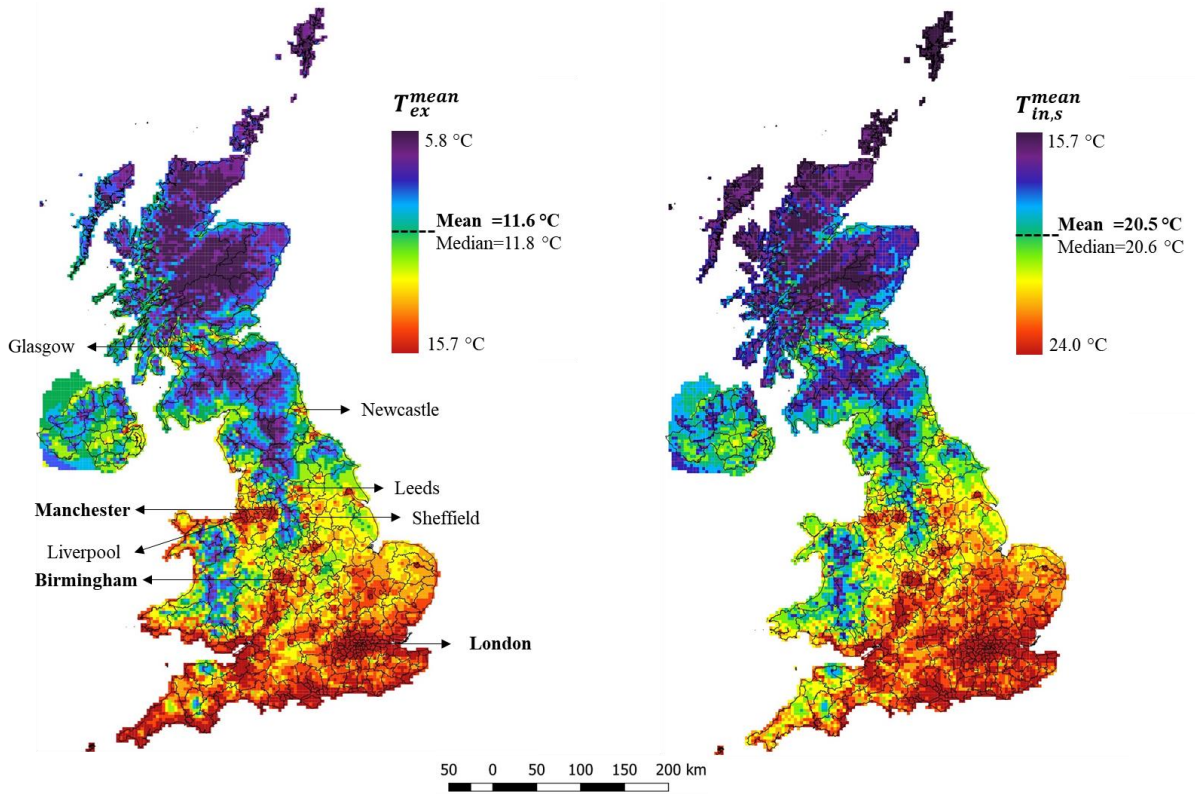 T_ex^mean
5.8 °C
Mean =11.6 °C
Median=11.8 °C
15.7 °C
Glasgow
Newcastle
Leeds
Manchester
Sheffield
Liverpool
Birmingham
London
T_in,s^mean
15.7 °C
Mean =20.5 °C
Median=20.6 °C
24.0 °C
50 0 50 100 150 200 km